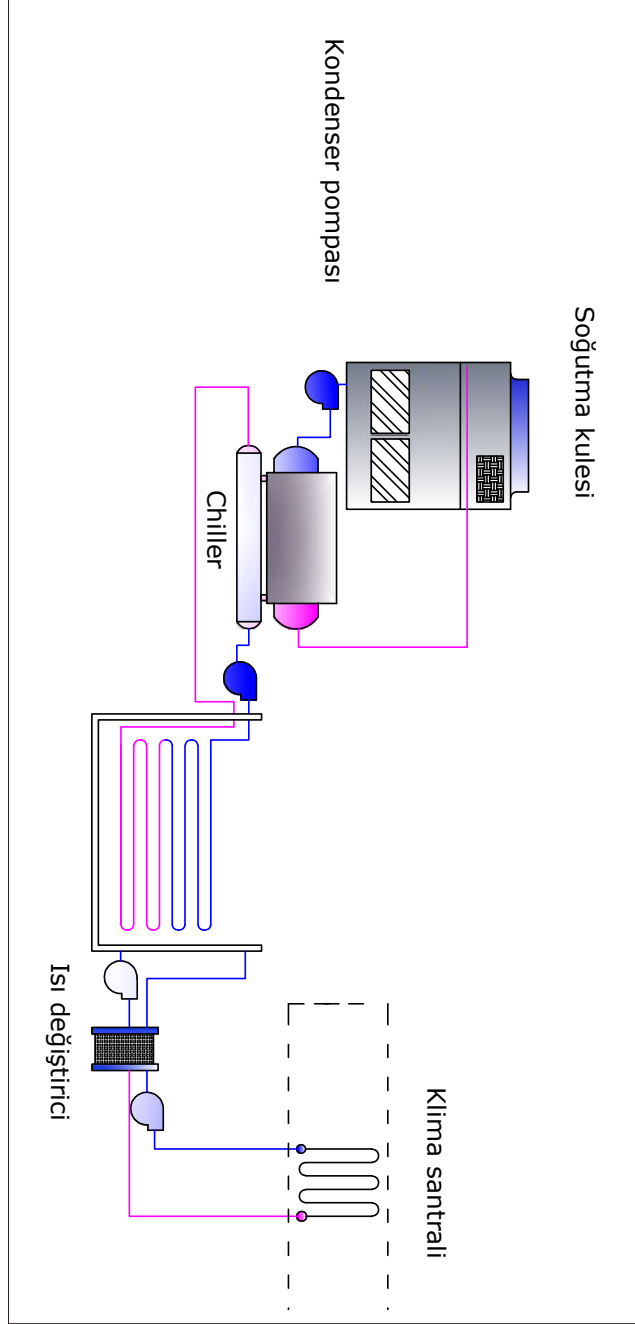 Kondenser pompası
Soğutma kulesi
Chiller
Isı değiştirici
Klima santrali